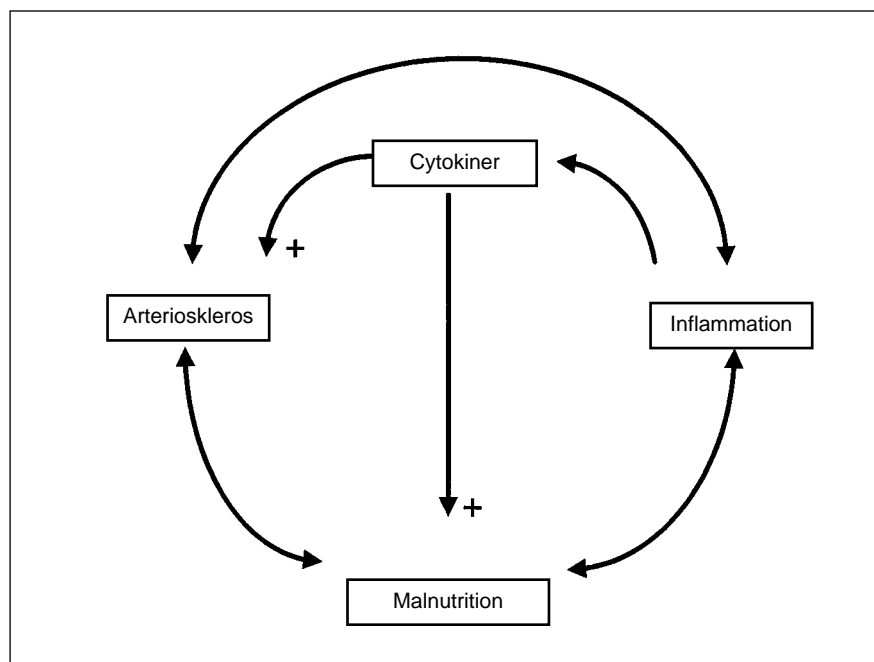 Cytokiner
+
Arterioskleros
Inflammation
+
Malnutrition